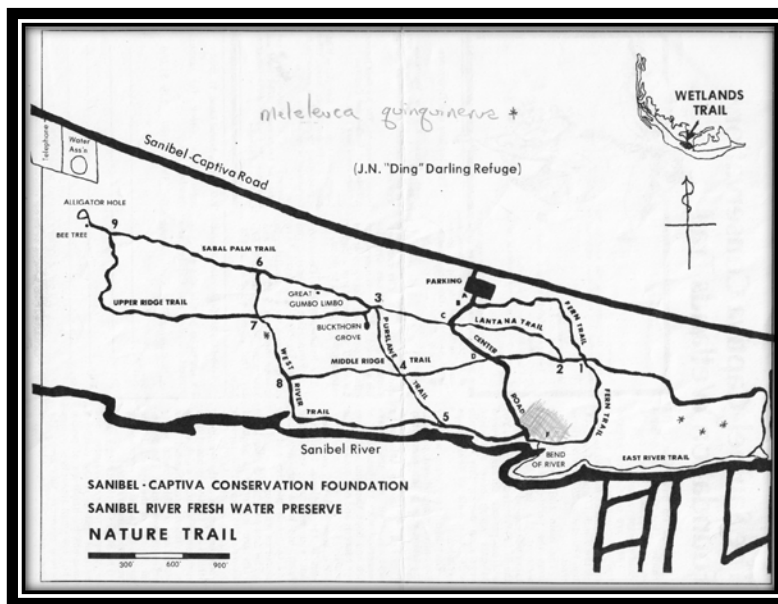 meleleuca quinquinerve *
WETLANDS
TRAIL
Telephone
Water
Ass'n
Sanibel-Captiva Road
(J.N. "Ding" Darling Refuge)
ALLIGATOR HOLE
BEE TREE
9
SABAL PALM TRAIL
6
PARKING
A
B
GREAT
GUMBO LIMBO
3
C
LANTANA TRAIL
FERN TRAIL
UPPER RIDGE TRAIL
7
BUCKTHORN
GROVE
PURSLANE
TRAIL
CENTER
ROAD
D
2
1
MIDDLE RIDGE
TRAIL
4
WEST
RIVER
TRAIL
8
5
FERN TRAIL
BEND
OF RIVER
EAST RIVER TRAIL
Sanibel River
SANIBEL-CAPTIVA CONSERVATION FOUNDATION
SANIBEL RIVER FRESH WATER PRESERVE
NATURE TRAIL
300' 600' 900'